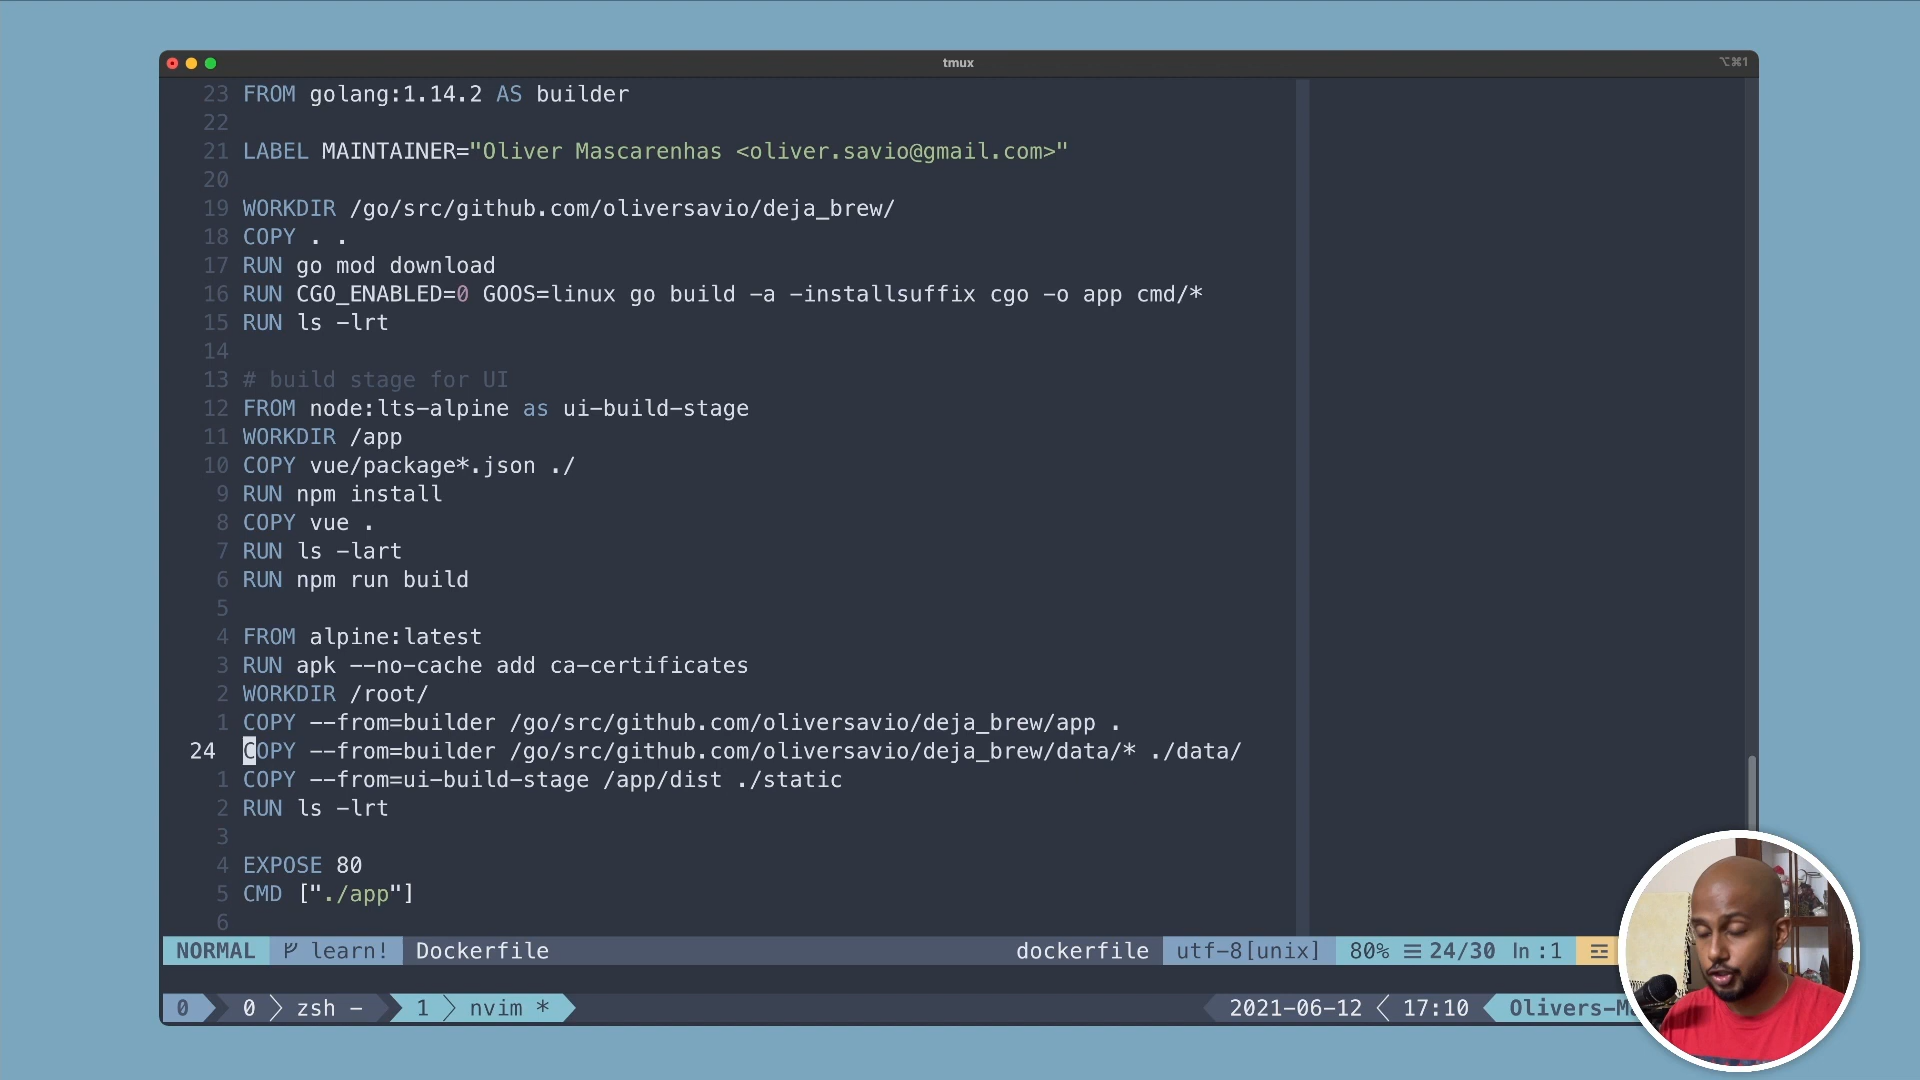 tmux
⌥⌘1
23 FROM golang:1.14.2 AS builder
22
21 LABEL MAINTAINER="Oliver Mascarenhas <oliver.savio@gmail.com>"
20
19 WORKDIR /go/src/github.com/oliversavio/deja_brew/
18 COPY . .
17 RUN go mod download
16 RUN CGO_ENABLED=0 GOOS=linux go build -a -installsuffix cgo -o app cmd/*
15 RUN ls -lrt
14
13 # build stage for UI
12 FROM node:lts-alpine as ui-build-stage
11 WORKDIR /app
10 COPY vue/package*.json ./
9 RUN npm install
8 COPY vue .
7 RUN ls -lart
6 RUN npm run build
5
4 FROM alpine:latest
3 RUN apk --no-cache add ca-certificates
2 WORKDIR /root/
1 COPY --from=builder /go/src/github.com/oliversavio/deja_brew/app .
24 COPY --from=builder /go/src/github.com/oliversavio/deja_brew/data/* ./data/
1 COPY --from=ui-build-stage /app/dist ./static
2 RUN ls -lrt
3
4 EXPOSE 80
5 CMD ["./app"]
6
NORMAL learn! Dockerfile dockerfile utf-8[unix] 80% ☰ 24/30 ln :1
0 0 zsh - 1 nvim * 2021-06-12 17:10